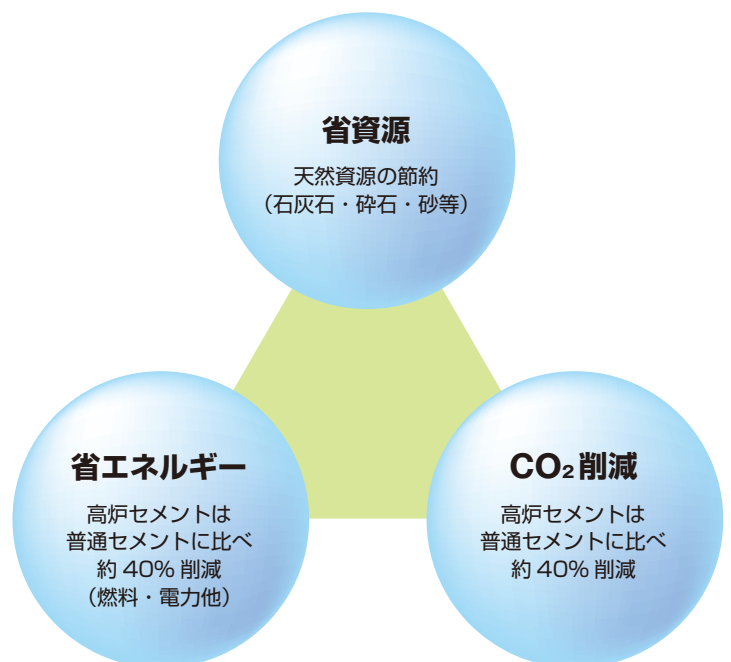 省資源
天然資源の節約
（石灰石・砕石・砂等）
省エネルギー
高炉セメントは
普通セメントに比べ
約 40% 削減
（燃料・電力他）
CO₂削減
高炉セメントは
普通セメントに比べ
約 40% 削減